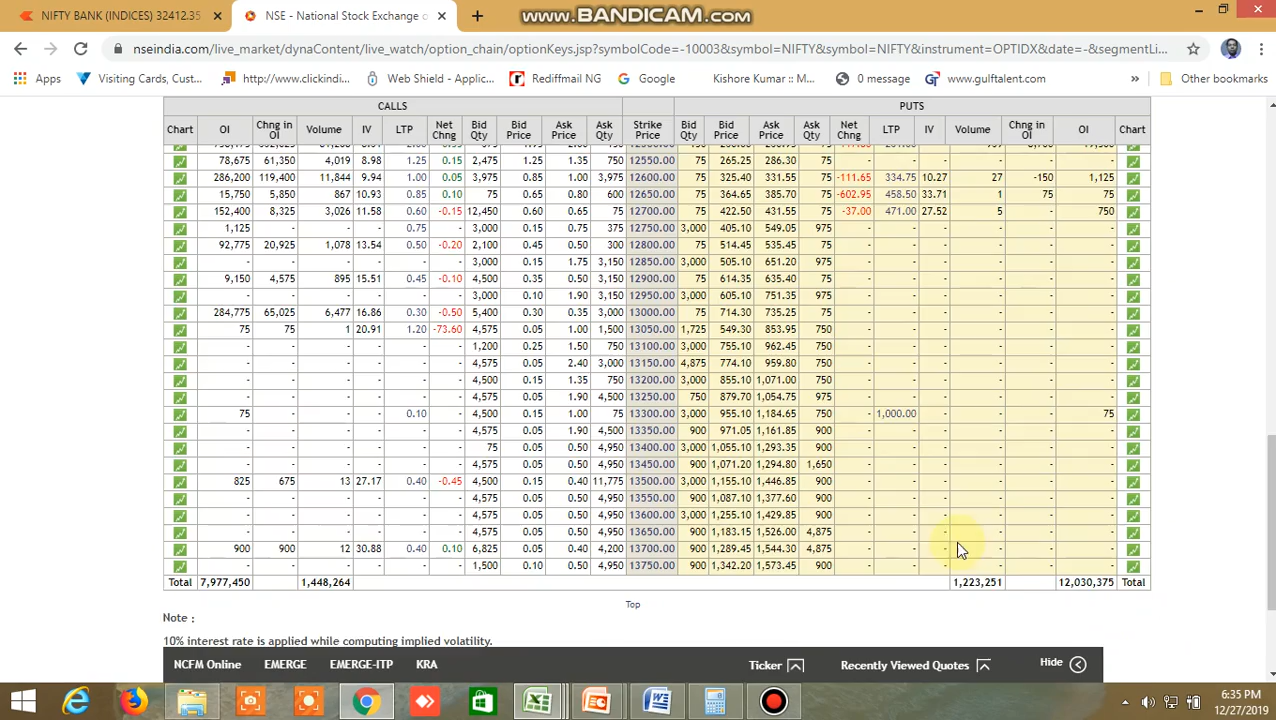 NIFTY BANK (INDICES) 32412.35
NSE - National Stock Exchange o
www.BANDICAM.com
nseindia.com/live_market/dynaContent/live_watch/option_chain/optionKeys.jsp?symbolCode=-10003&symbol=NIFTY&symbol=NIFTY&instrument=OPTIDX&date=-&segmentLi...
Apps Visiting Cards, Cust... http://www.clickindi... Web Shield - Applic... Rediffmail NG Google Kishore Kumar :: M... 0 message www.gulftalent.com » Other bookmarks
CALLS PUTS
Chart OI Chng in OI Volume IV LTP Net Chng Bid Qty Bid Price Ask Price Ask Qty Strike Price Bid Qty Bid Price Ask Price Ask Qty Net Chng LTP IV Volume Chng in OI OI Chart
78,675 61,350 4,019 8.98 1.25 0.15 2,475 1.25 1.35 750 12550.00 75 265.25 286.30 75 - - - - - -
286,200 119,400 11,844 9.94 1.00 0.05 3,975 0.85 1.00 3,975 12600.00 75 325.40 331.55 75 -111.65 334.75 10.27 27 -150 1,125
15,750 5,850 867 10.93 0.85 0.10 75 0.65 0.80 600 12650.00 75 364.65 385.70 75 -602.95 458.50 33.71 1 75 75
152,400 8,325 3,026 11.58 0.60 -0.15 12,450 0.60 0.65 75 12700.00 75 422.50 431.55 75 -37.00 471.00 27.52 5 - 750
1,125 - - - 0.75 - 3,000 0.15 0.75 375 12750.00 3,000 405.10 549.05 975 - - - - - -
92,775 20,925 1,078 13.54 0.50 -0.20 2,100 0.45 0.50 300 12800.00 75 514.45 535.45 75 - - - - - -
- - - - - - 3,000 0.15 1.75 3,150 12850.00 3,000 505.10 651.20 975 - - - - - -
9,150 4,575 895 15.51 0.45 -0.10 4,500 0.35 0.50 3,150 12900.00 75 614.35 635.40 75 - - - - - -
- - - - - - 3,000 0.10 1.90 3,150 12950.00 3,000 605.10 751.35 975 - - - - - -
284,775 65,025 6,477 16.86 0.30 -0.50 5,400 0.30 0.35 3,000 13000.00 75 714.30 735.25 75 - - - - - -
75 75 1 20.91 1.20 -73.60 4,575 0.05 1.00 1,500 13050.00 1,725 549.30 853.95 750 - - - - - -
- - - - - - 1,200 0.25 1.50 750 13100.00 3,000 755.10 962.45 750 - - - - - -
- - - - - - 4,575 0.05 2.40 3,000 13150.00 4,875 774.10 959.80 750 - - - - - -
- - - - - - 4,500 0.15 1.35 750 13200.00 3,000 855.10 1,071.00 750 - - - - - -
- - - - - - 4,575 0.05 1.90 4,500 13250.00 750 879.70 1,054.75 975 - - - - - -
75 - - - 0.10 - 4,500 0.15 1.00 75 13300.00 3,000 955.10 1,184.65 750 - 1,000.00 - - - 75
- - - - - - 4,575 0.05 1.90 4,500 13350.00 900 971.05 1,161.85 900 - - - - - -
- - - - - - 75 0.05 0.50 4,950 13400.00 3,000 1,055.10 1,293.35 900 - - - - - -
- - - - - - 4,575 0.05 0.50 4,950 13450.00 900 1,071.20 1,294.80 1,650 - - - - - -
825 675 13 27.17 0.40 -0.45 4,500 0.15 0.40 11,775 13500.00 3,000 1,155.10 1,446.85 900 - - - - - -
- - - - - - 4,575 0.05 0.50 4,950 13550.00 900 1,087.10 1,377.60 900 - - - - - -
- - - - - - 4,575 0.05 0.50 4,950 13600.00 3,000 1,255.10 1,429.85 900 - - - - - -
- - - - - - 4,575 0.05 0.50 4,950 13650.00 900 1,183.15 1,526.00 4,875 - - - - - -
900 900 12 30.88 0.40 0.10 6,825 0.05 0.40 4,200 13700.00 900 1,289.45 1,544.30 4,875 - - - - - -
- - - - - - 1,500 0.10 0.50 4,950 13750.00 900 1,342.20 1,573.45 900 - - - - - -
Total 7,977,450 1,448,264 1,223,251 12,030,375 Total
Top
Note :
10% interest rate is applied while computing implied volatility.
NCFM Online EMERGE EMERGE-ITP KRA Ticker Recently Viewed Quotes Hide
6:35 PM
12/27/2019